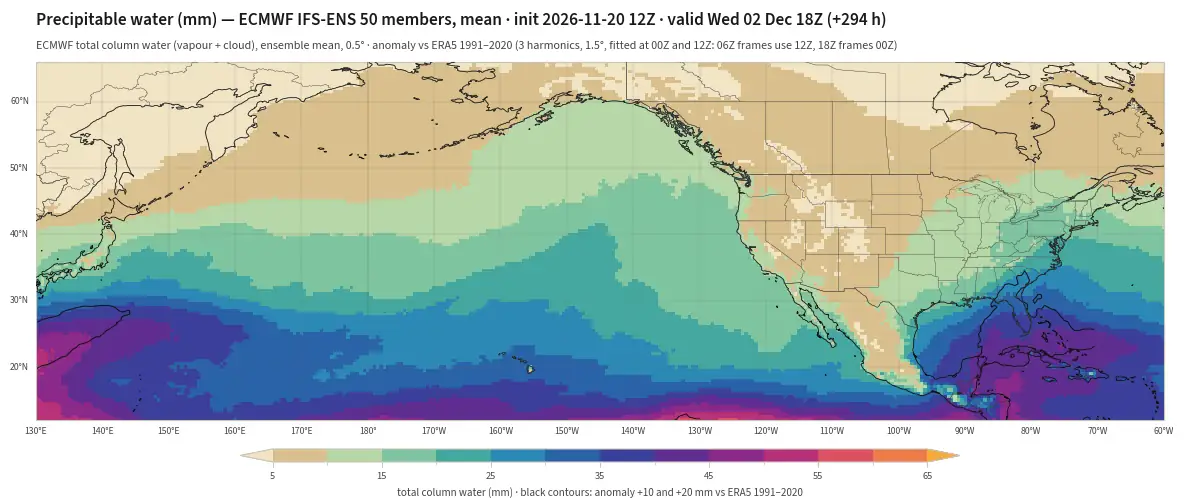 Precipitable water (mm) — ECMWF IFS-ENS 50 members, mean · init 2026-11-20 12Z · valid Wed 02 Dec 18Z (+294 h)
ECMWF total column water (vapour + cloud), ensemble mean, 0.5° · anomaly vs ERA5 1991–2020 (3 harmonics, 1.5°, fitted at 00Z and 12Z: 06Z frames use 12Z, 18Z frames 00Z)
60°N
50°N
40°N
30°N
20°N
130°E 140°E 150°E 160°E 170°E 180° 170°W 160°W 150°W 140°W 130°W 120°W 110°W 100°W 90°W 80°W 70°W 60°W
5 15 25 35 45 55 65
total column water (mm) · black contours: anomaly +10 and +20 mm vs ERA5 1991–2020